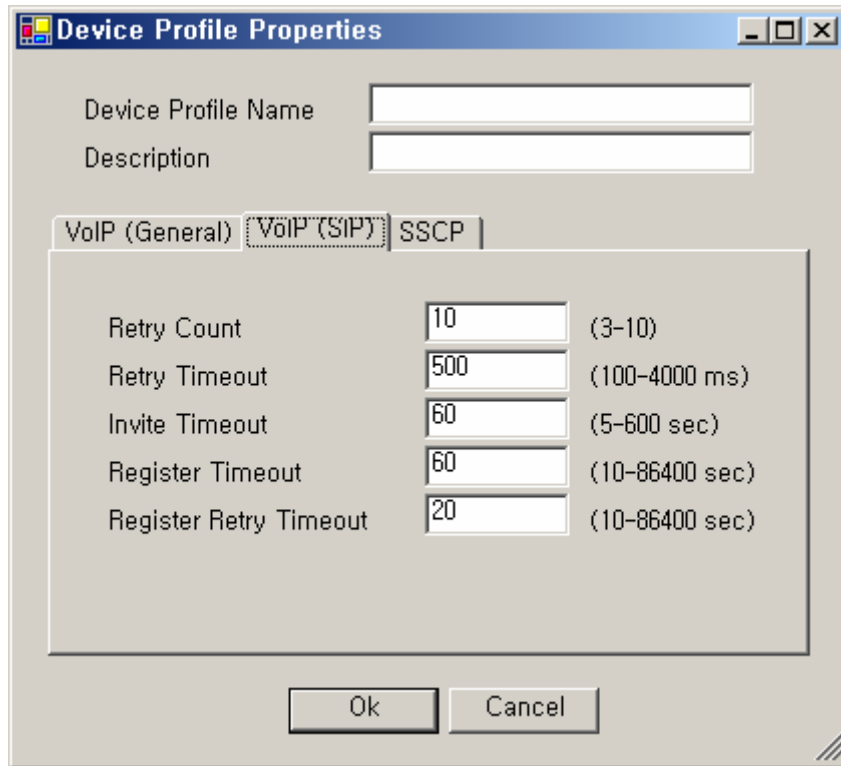 Device Profile Properties
Device Profile Name
Description
VoIP (General) VoIP (SIP) SSCP
Retry Count 10 (3-10)
Retry Timeout 500 (100-4000 ms)
Invite Timeout 60 (5-600 sec)
Register Timeout 60 (10-86400 sec)
Register Retry Timeout 20 (10-86400 sec)
Ok Cancel